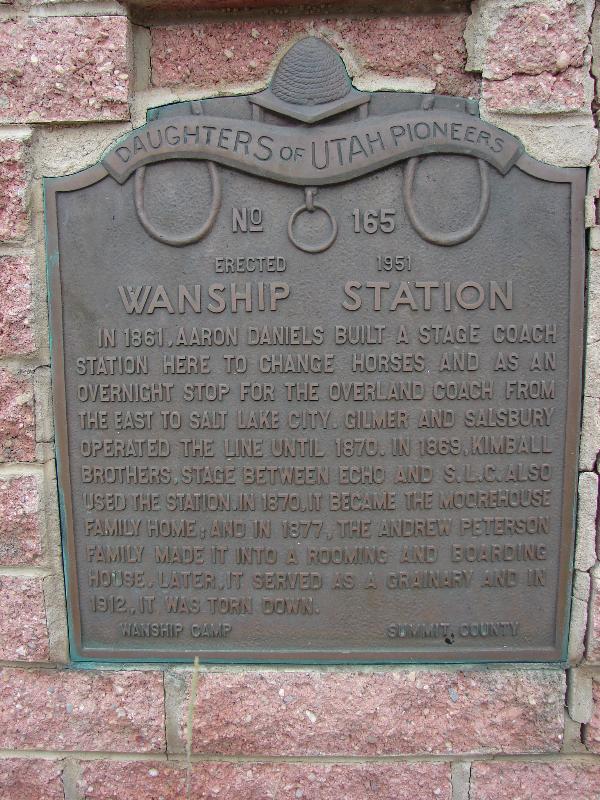 DAUGHTERS OF UTAH PIONEERS
NO 165
ERECTED 1951
WANSHIP STATION
IN 1861, AARON DANIELS BUILT A STAGE COACH
STATION HERE TO CHANGE HORSES AND AS AN
OVERNIGHT STOP FOR THE OVERLAND COACH FROM
THE EAST TO SALT LAKE CITY. GILMER AND SALSBURY
OPERATED THE LINE UNTIL 1870. IN 1869, KIMBALL
BROTHERS, STAGE BETWEEN ECHO AND S.L.C. ALSO
USED THE STATION. IN 1870, IT BECAME THE MOOREHOUSE
FAMILY HOME; AND IN 1877, THE ANDREW PETERSON
FAMILY MADE IT INTO A ROOMING AND BOARDING
HOUSE. LATER, IT SERVED AS A GRAINARY AND IN
1912, IT WAS TORN DOWN.
WANSHIP CAMP SUMMIT COUNTY